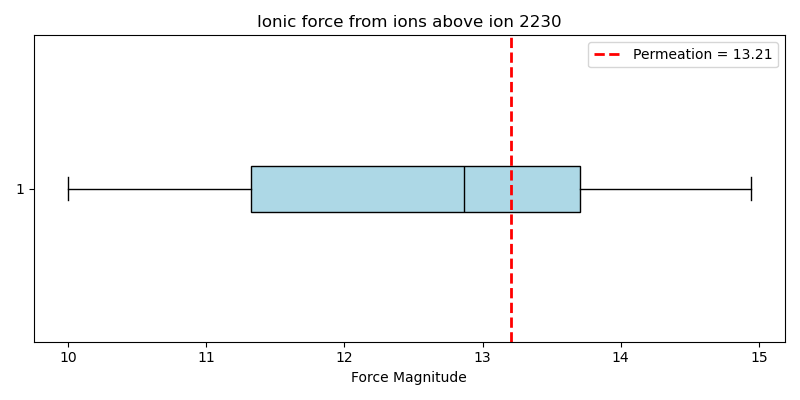 Ionic force from ions above ion 2230
Permeation = 13.21
1
10 11 12 13 14 15
Force Magnitude